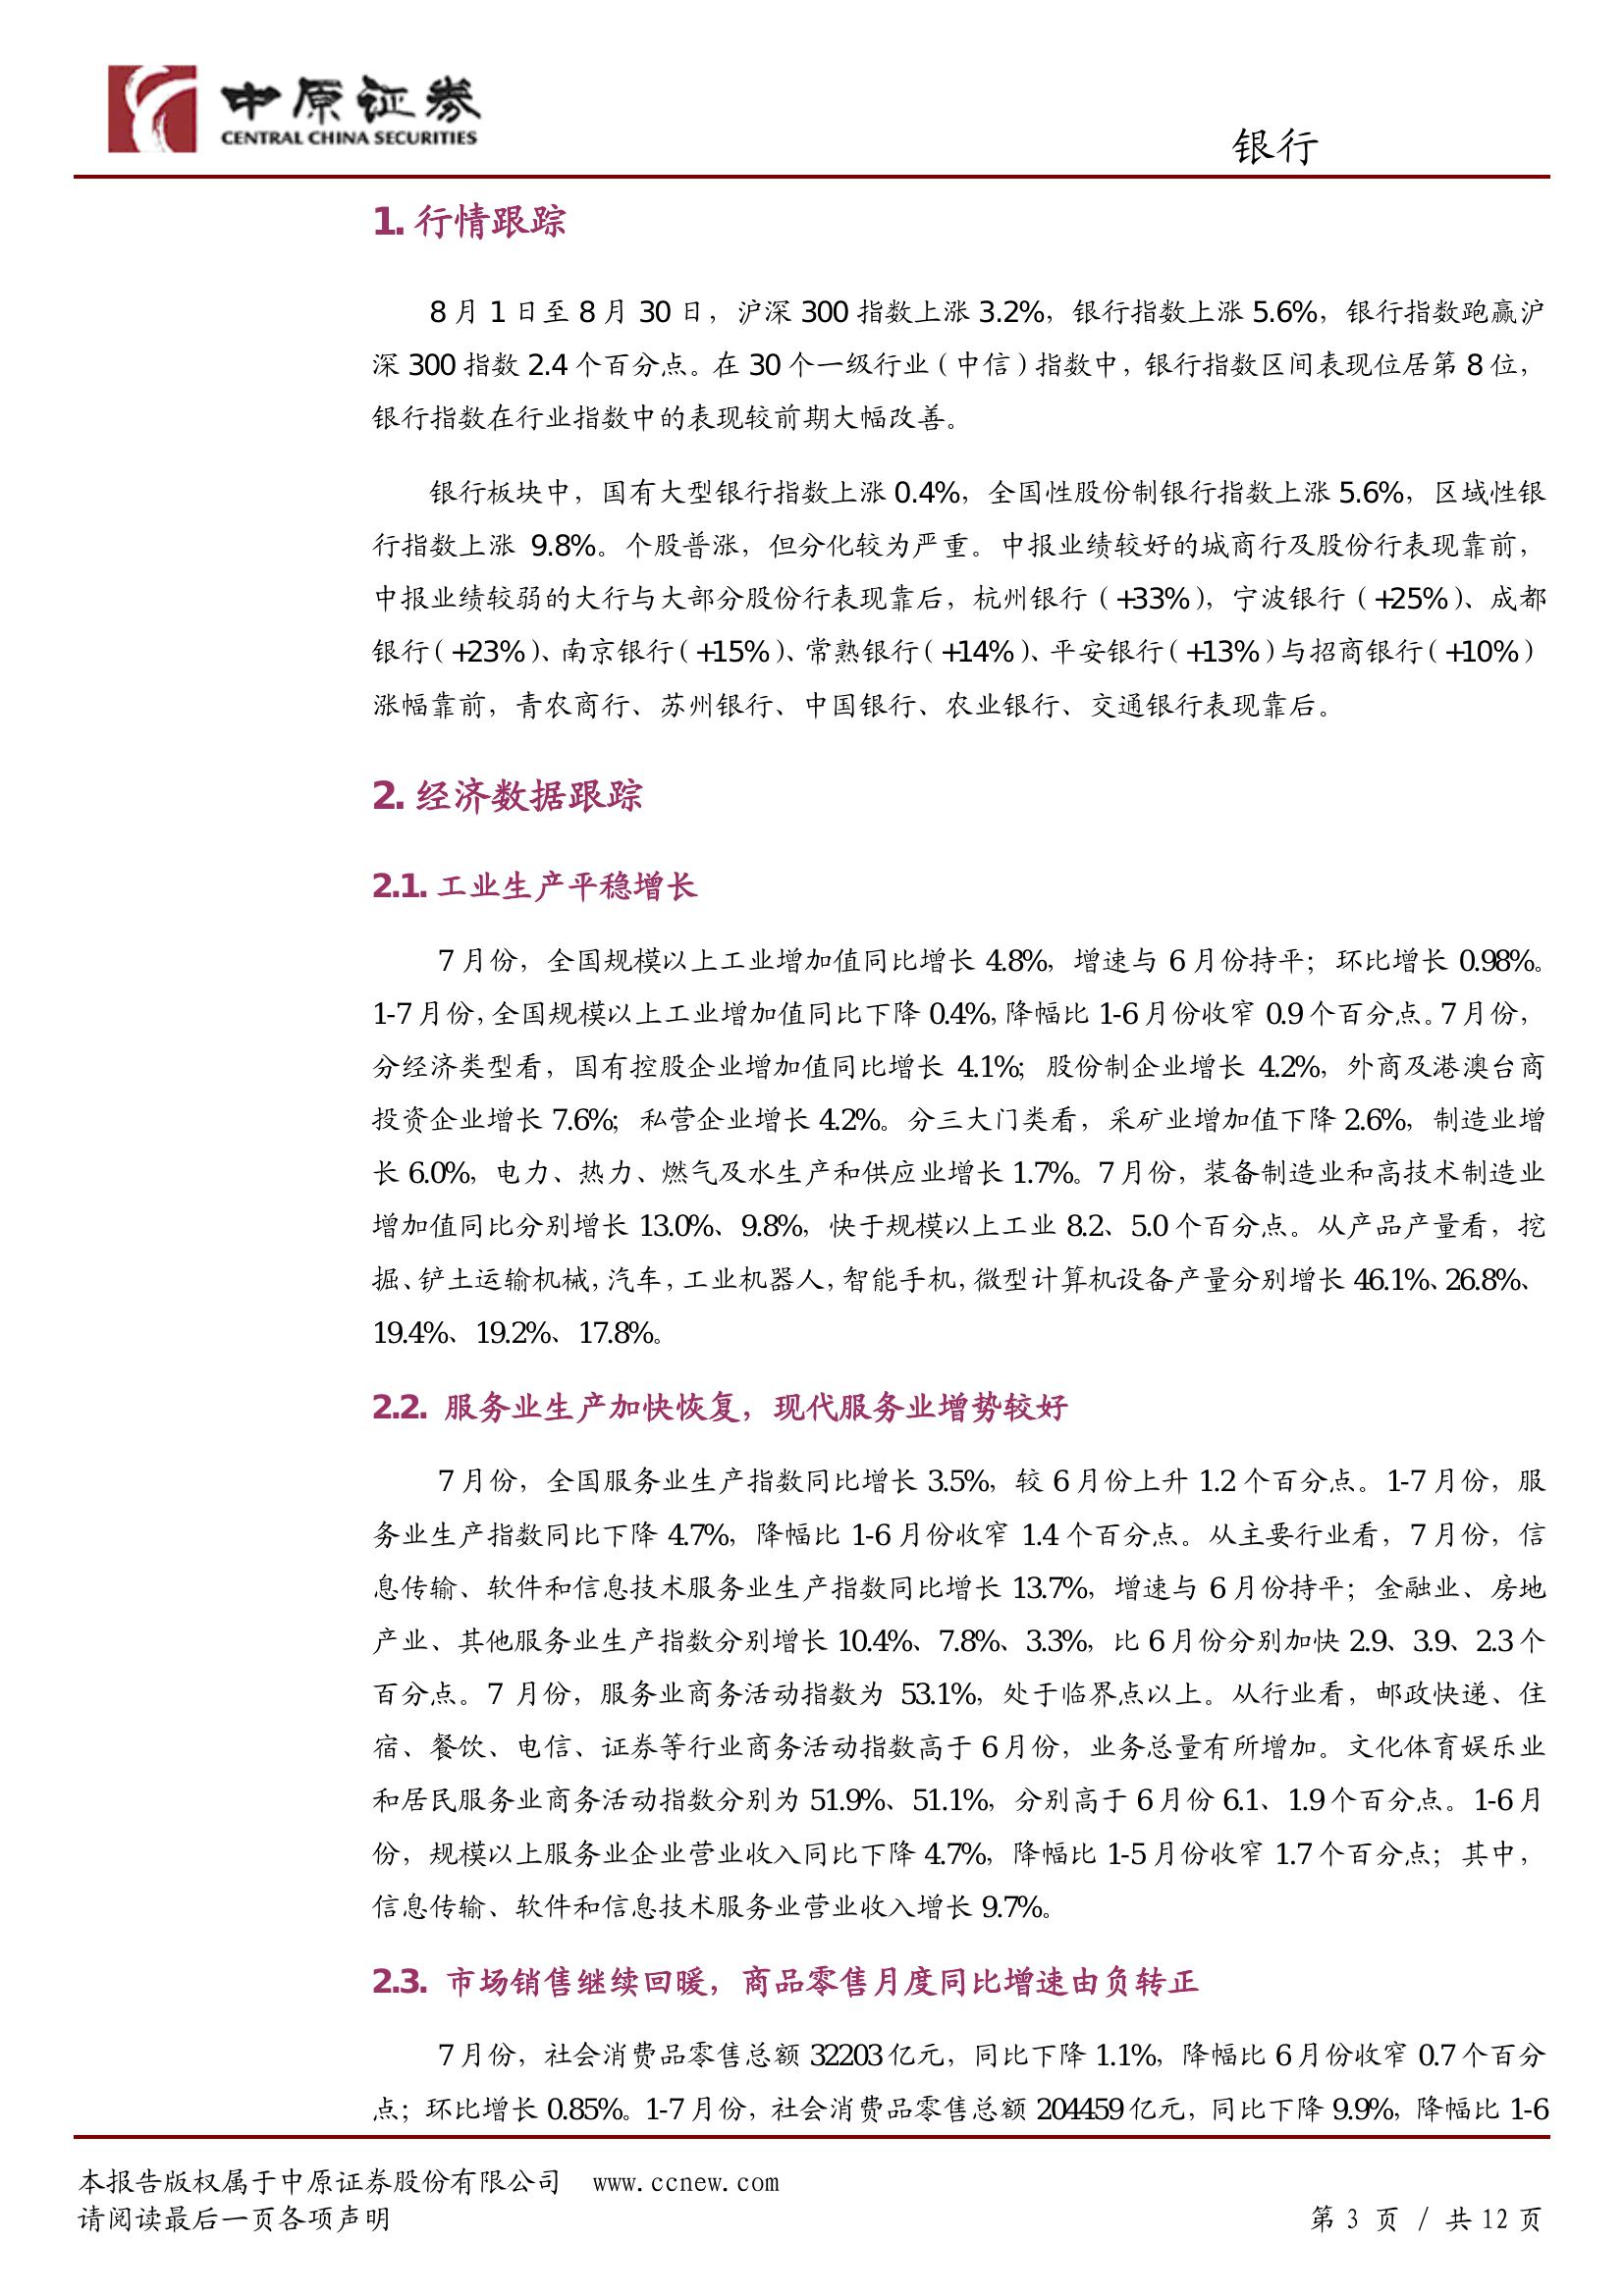 中原证券
CENTRAL CHINA SECURITIES
银行
1. 行情跟踪
8 月 1 日至 8 月 30 日，沪深 300 指数上涨 3.2%，银行指数上涨 5.6%，银行指数跑赢沪
深 300 指数 2.4 个百分点。在 30 个一级行业（中信）指数中，银行指数区间表现位居第 8 位，
银行指数在行业指数中的表现较前期大幅改善。
银行板块中，国有大型银行指数上涨 0.4%，全国性股份制银行指数上涨 5.6%，区域性银
行指数上涨 9.8%。个股普涨，但分化较为严重。中报业绩较好的城商行及股份行表现靠前，
中报业绩较弱的大行与大部分股份行表现靠后，杭州银行（+33%），宁波银行（+25%）、成都
银行（+23%）、南京银行（+15%）、常熟银行（+14%）、平安银行（+13%）与招商银行（+10%）
涨幅靠前，青农商行、苏州银行、中国银行、农业银行、交通银行表现靠后。
2. 经济数据跟踪
2.1. 工业生产平稳增长
7 月份，全国规模以上工业增加值同比增长 4.8%，增速与 6 月份持平；环比增长 0.98%。
1-7 月份，全国规模以上工业增加值同比下降 0.4%，降幅比 1-6 月份收窄 0.9 个百分点。7 月份，
分经济类型看，国有控股企业增加值同比增长 4.1%；股份制企业增长 4.2%，外商及港澳台商
投资企业增长 7.6%；私营企业增长 4.2%。分三大门类看，采矿业增加值下降 2.6%，制造业增
长 6.0%，电力、热力、燃气及水生产和供应业增长 1.7%。7 月份，装备制造业和高技术制造业
增加值同比分别增长 13.0%、9.8%，快于规模以上工业 8.2、5.0 个百分点。从产品产量看，挖
掘、铲土运输机械，汽车，工业机器人，智能手机，微型计算机设备产量分别增长 46.1%、26.8%、
19.4%、19.2%、17.8%。
2.2. 服务业生产加快恢复，现代服务业增势较好
7 月份，全国服务业生产指数同比增长 3.5%，较 6 月份上升 1.2 个百分点。1-7 月份，服
务业生产指数同比下降 4.7%，降幅比 1-6 月份收窄 1.4 个百分点。从主要行业看，7 月份，信
息传输、软件和信息技术服务业生产指数同比增长 13.7%，增速与 6 月份持平；金融业、房地
产业、其他服务业生产指数分别增长 10.4%、7.8%、3.3%，比 6 月份分别加快 2.9、3.9、2.3 个
百分点。7 月份，服务业商务活动指数为 53.1%，处于临界点以上。从行业看，邮政快递、住
宿、餐饮、电信、证券等行业商务活动指数高于 6 月份，业务总量有所增加。文化体育娱乐业
和居民服务业商务活动指数分别为 51.9%、51.1%，分别高于 6 月份 6.1、1.9 个百分点。1-6 月
份，规模以上服务业企业营业收入同比下降 4.7%，降幅比 1-5 月份收窄 1.7 个百分点；其中，
信息传输、软件和信息技术服务业营业收入增长 9.7%。
2.3. 市场销售继续回暖，商品零售月度同比增速由负转正
7 月份，社会消费品零售总额 32203 亿元，同比下降 1.1%，降幅比 6 月份收窄 0.7 个百分
点；环比增长 0.85%。1-7 月份，社会消费品零售总额 204459 亿元，同比下降 9.9%，降幅比 1-6
本报告版权属于中原证券股份有限公司 www.ccnew.com
请阅读最后一页各项声明
第 3 页 / 共 12 页